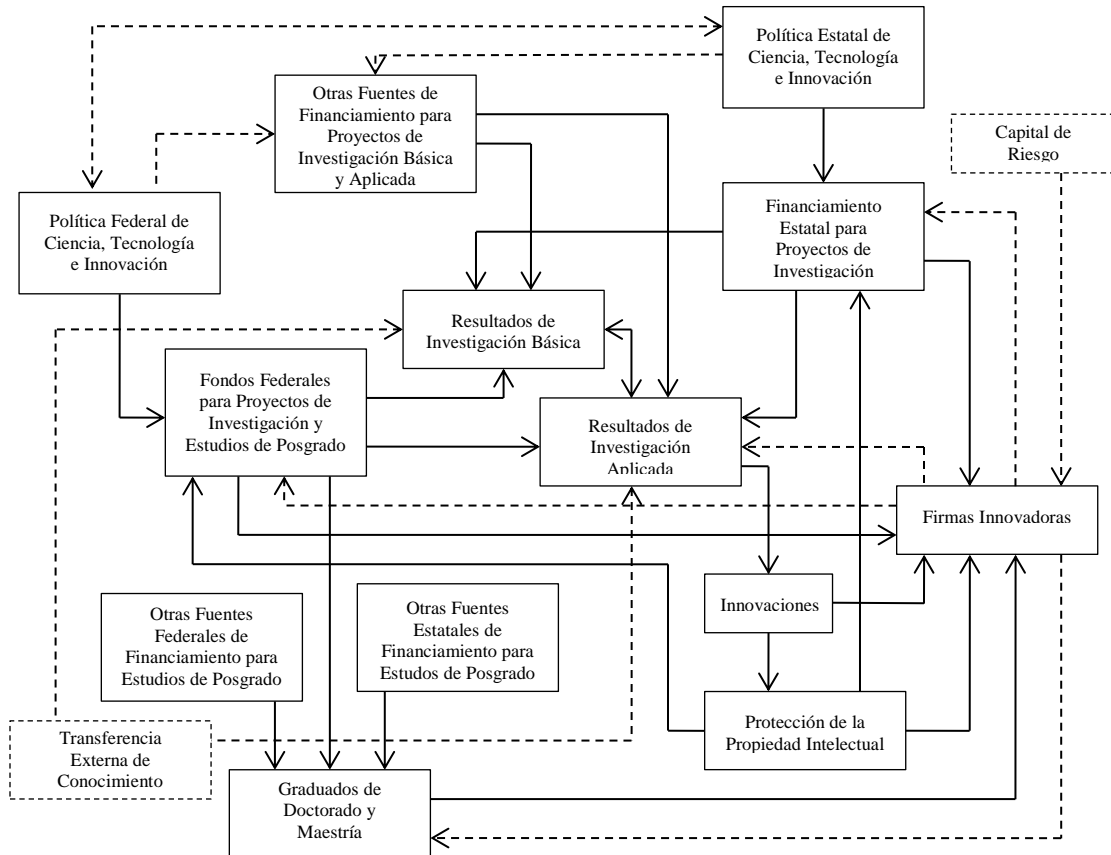 Política Estatal de
Ciencia, Tecnología
e Innovación
Otras Fuentes de
Financiamiento para
Proyectos de
Investigación Básica
y Aplicada
Capital de
Riesgo
Política Federal de
Ciencia, Tecnología
e Innovación
Financiamiento
Estatal para
Proyectos de
Investigación
Resultados de
Investigación Básica
Fondos Federales
para Proyectos de
Investigación y
Estudios de Posgrado
Resultados de
Investigación
Aplicada
Firmas Innovadoras
Otras Fuentes
Federales de
Financiamiento para
Estudios de Posgrado
Otras Fuentes
Estatales de
Financiamiento para
Estudios de Posgrado
Innovaciones
Protección de la
Propiedad Intelectual
Transferencia
Externa de
Conocimiento
Graduados de
Doctorado y
Maestría